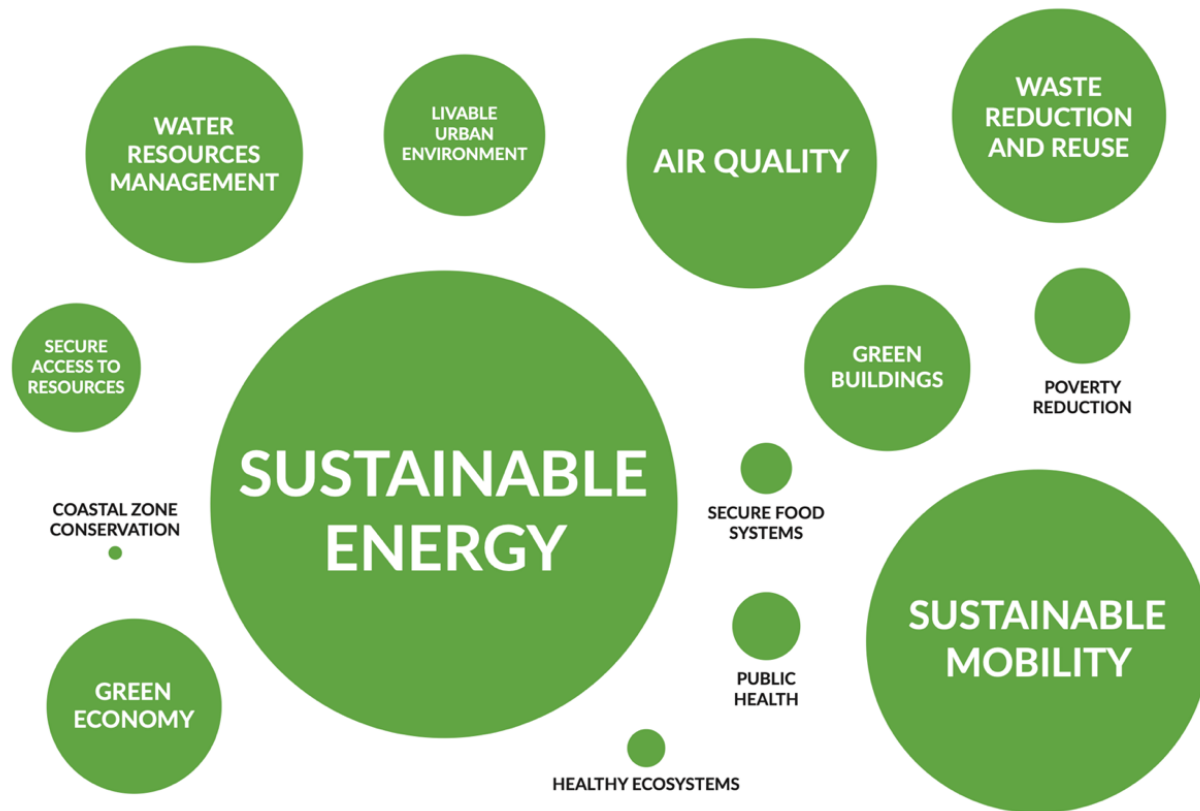 WATER
RESOURCES
MANAGEMENT
LIVABLE
URBAN
ENVIRONMENT
AIR QUALITY
WASTE
REDUCTION
AND REUSE
SECURE
ACCESS TO
RESOURCES
GREEN
BUILDINGS
POVERTY
REDUCTION
SUSTAINABLE
ENERGY
COASTAL ZONE
CONSERVATION
SECURE FOOD
SYSTEMS
SUSTAINABLE
MOBILITY
GREEN
ECONOMY
PUBLIC
HEALTH
HEALTHY ECOSYSTEMS